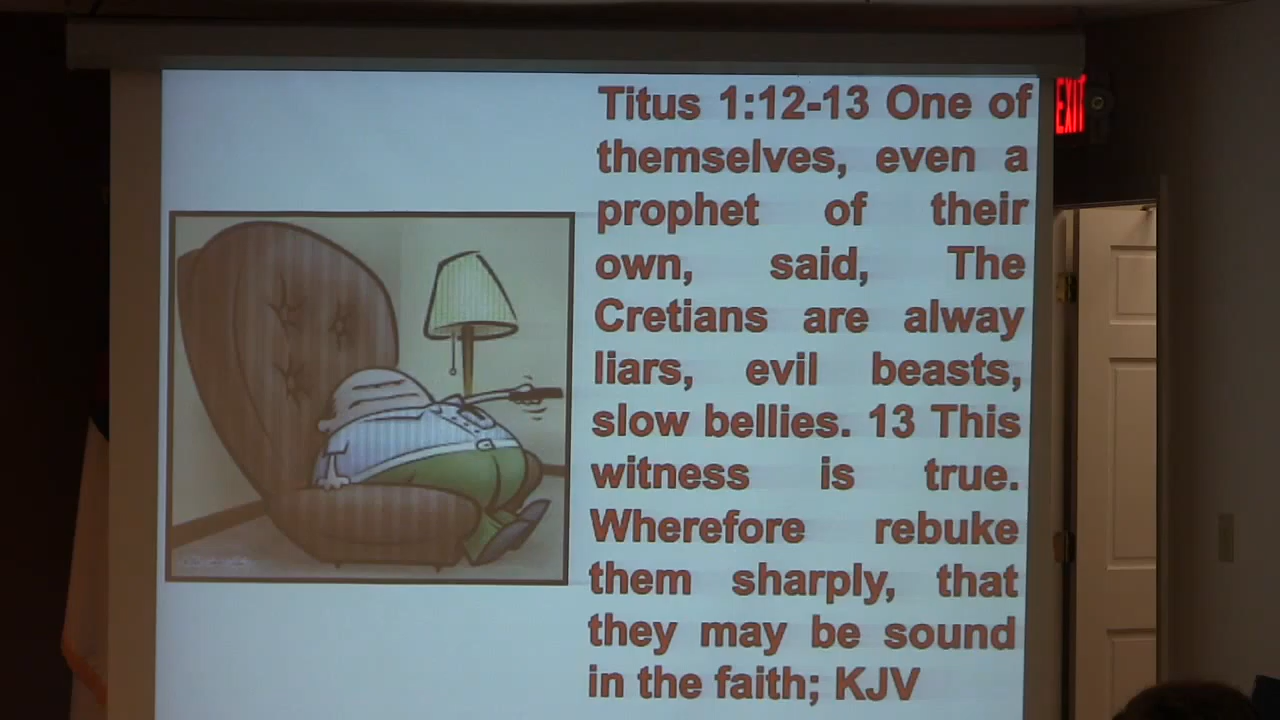 Titus 1:12-13 One of
themselves, even a
prophet of their
own, said, The
Cretians are alway
liars, evil beasts,
slow bellies. 13 This
witness is true.
Wherefore rebuke
them sharply, that
they may be sound
in the faith; KJV
EXIT